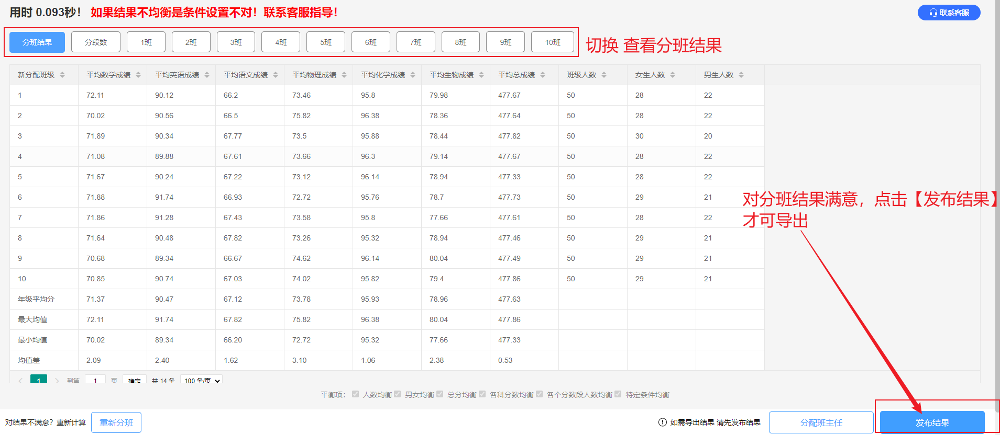 用时 0.093秒！ 如果结果不均衡是条件设置不对！联系客服指导！
联系客服
分班结果 分段数 1班 2班 3班 4班 5班 6班 7班 8班 9班 10班
切换 查看分班结果
新分配班级 平均数学成绩 平均英语成绩 平均语文成绩 平均物理成绩 平均化学成绩 平均生物成绩 平均总成绩 班级人数 女生人数 男生人数
1 72.11 90.12 66.2 73.46 95.8 79.98 477.67 50 28 22
2 70.02 90.56 66.5 75.82 96.38 78.36 477.64 50 28 22
3 71.89 90.34 67.77 73.5 95.88 78.44 477.82 50 30 20
4 71.08 89.88 67.61 73.66 96.3 79.14 477.67 50 28 22
5 71.67 90.24 67.22 73.12 96.14 78.94 477.33 50 28 22
6 71.88 91.74 66.93 72.72 95.76 78.7 477.73 50 29 21
7 71.86 91.28 67.43 73.58 95.8 77.66 477.61 50 28 22
8 71.64 90.48 67.82 73.26 95.32 78.94 477.46 50 29 21
9 70.68 89.34 66.67 74.62 96.14 80.04 477.49 50 29 21
10 70.85 90.74 67.03 74.02 95.82 79.4 477.86 50 29 21
年级平均分 71.37 90.47 67.12 73.78 95.93 78.96 477.63
最大均值 72.11 91.74 67.82 75.82 96.38 80.04 477.86
最小均值 70.02 89.34 66.20 72.72 95.32 77.66 477.33
均值差 2.09 2.40 1.62 3.10 1.06 2.38 0.53
对分班结果满意，点击【发布结果】
才可导出
1 到第 1 页 确定 共 14 条 100 条/页
平衡项： 人数均衡 男女均衡 总分均衡 各科分数均衡 各个分数段人数均衡 特定条件均衡
对结果不满意？重新计算 重新分班 如需导出结果 请先发布结果 分配班主任 发布结果